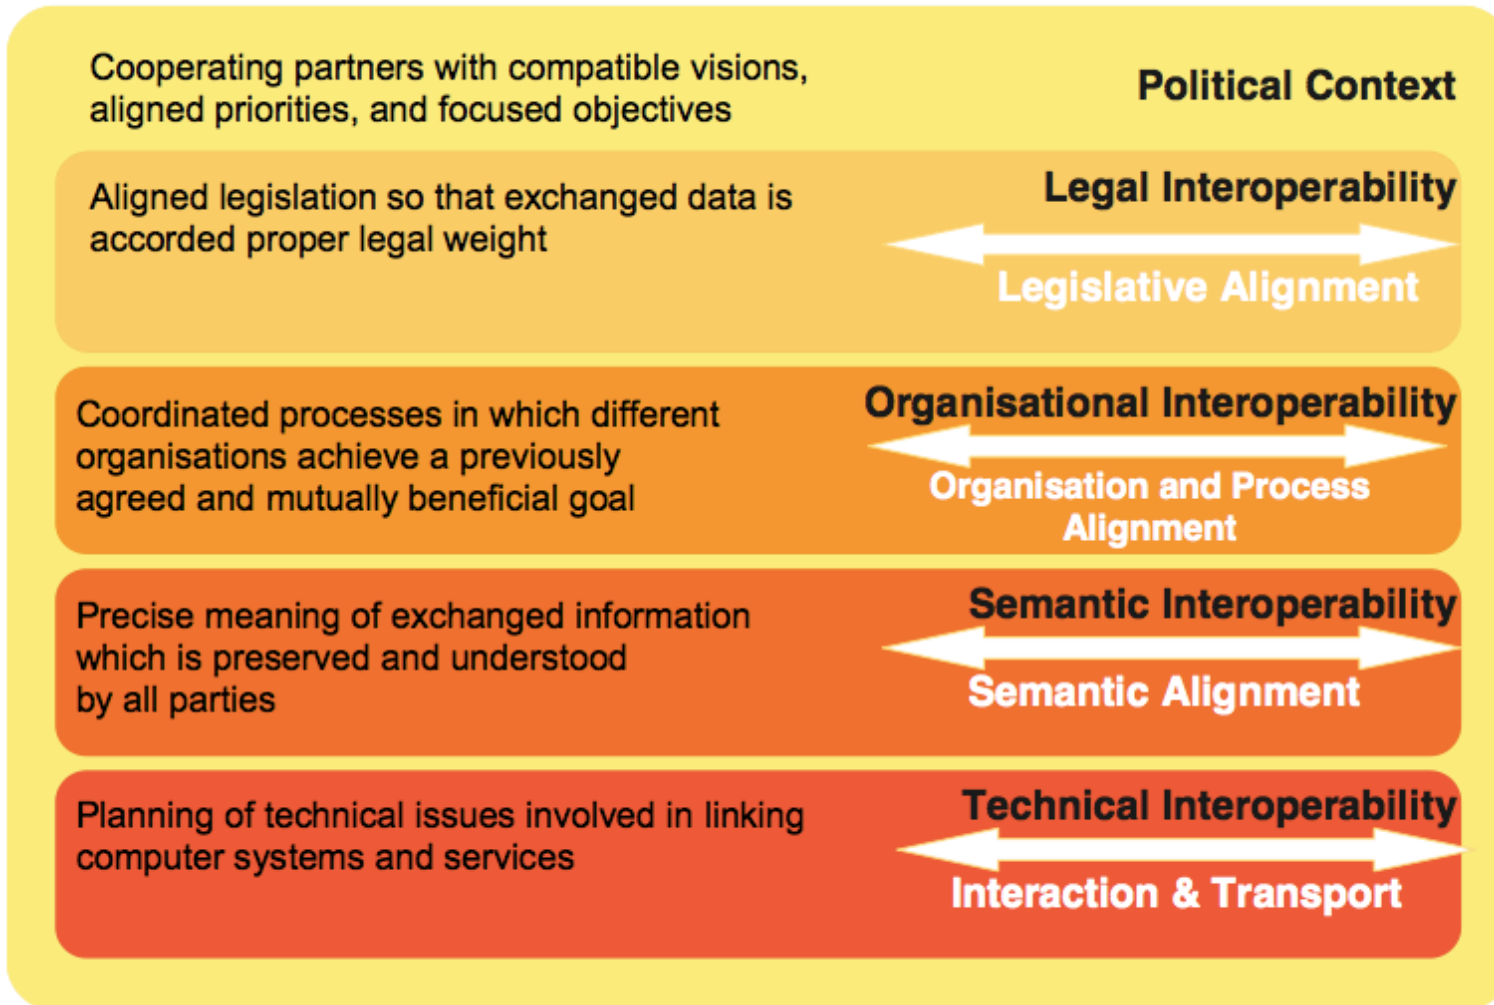 Cooperating partners with compatible visions,
aligned priorities, and focused objectives
Political Context
Aligned legislation so that exchanged data is
accorded proper legal weight
Legal Interoperability
Legislative Alignment
Coordinated processes in which different
organisations achieve a previously
agreed and mutually beneficial goal
Organisational Interoperability
Organisation and Process
Alignment
Precise meaning of exchanged information
which is preserved and understood
by all parties
Semantic Interoperability
Semantic Alignment
Planning of technical issues involved in linking
computer systems and services
Technical Interoperability
Interaction & Transport